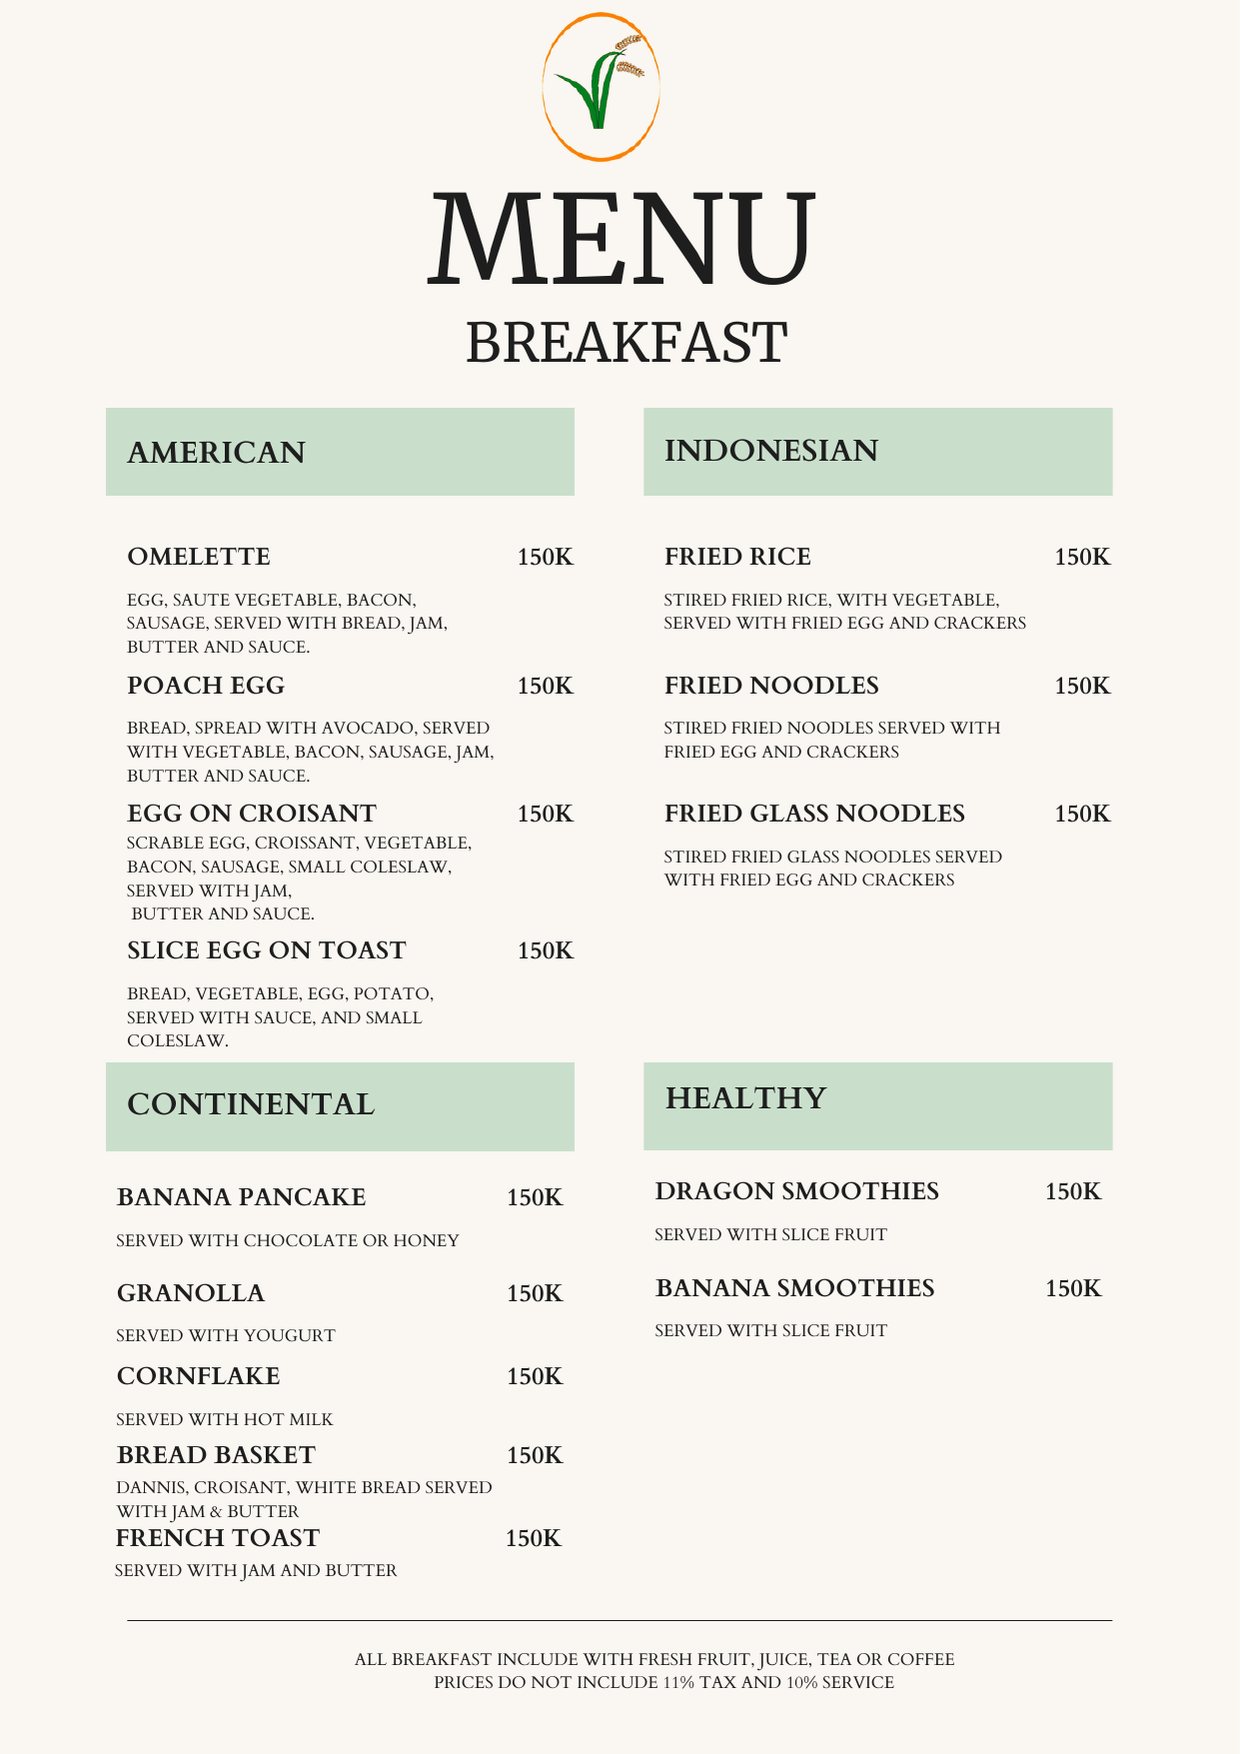 MENU
BREAKFAST
AMERICAN
OMELETTE 150K
EGG, SAUTE VEGETABLE, BACON,
SAUSAGE, SERVED WITH BREAD, JAM,
BUTTER AND SAUCE.
POACH EGG 150K
BREAD, SPREAD WITH AVOCADO, SERVED
WITH VEGETABLE, BACON, SAUSAGE, JAM,
BUTTER AND SAUCE.
EGG ON CROISANT 150K
SCRABLE EGG, CROISSANT, VEGETABLE,
BACON, SAUSAGE, SMALL COLESLAW,
SERVED WITH JAM,
BUTTER AND SAUCE.
SLICE EGG ON TOAST 150K
BREAD, VEGETABLE, EGG, POTATO,
SERVED WITH SAUCE, AND SMALL
COLESLAW.
INDONESIAN
FRIED RICE 150K
STIRED FRIED RICE, WITH VEGETABLE,
SERVED WITH FRIED EGG AND CRACKERS
FRIED NOODLES 150K
STIRED FRIED NOODLES SERVED WITH
FRIED EGG AND CRACKERS
FRIED GLASS NOODLES 150K
STIRED FRIED GLASS NOODLES SERVED
WITH FRIED EGG AND CRACKERS
CONTINENTAL
BANANA PANCAKE 150K
SERVED WITH CHOCOLATE OR HONEY
GRANOLLA 150K
SERVED WITH YOUGURT
CORNFLAKE 150K
SERVED WITH HOT MILK
BREAD BASKET 150K
DANNIS, CROISANT, WHITE BREAD SERVED
WITH JAM & BUTTER
FRENCH TOAST 150K
SERVED WITH JAM AND BUTTER
HEALTHY
DRAGON SMOOTHIES 150K
SERVED WITH SLICE FRUIT
BANANA SMOOTHIES 150K
SERVED WITH SLICE FRUIT
ALL BREAKFAST INCLUDE WITH FRESH FRUIT, JUICE, TEA OR COFFEE
PRICES DO NOT INCLUDE 11% TAX AND 10% SERVICE